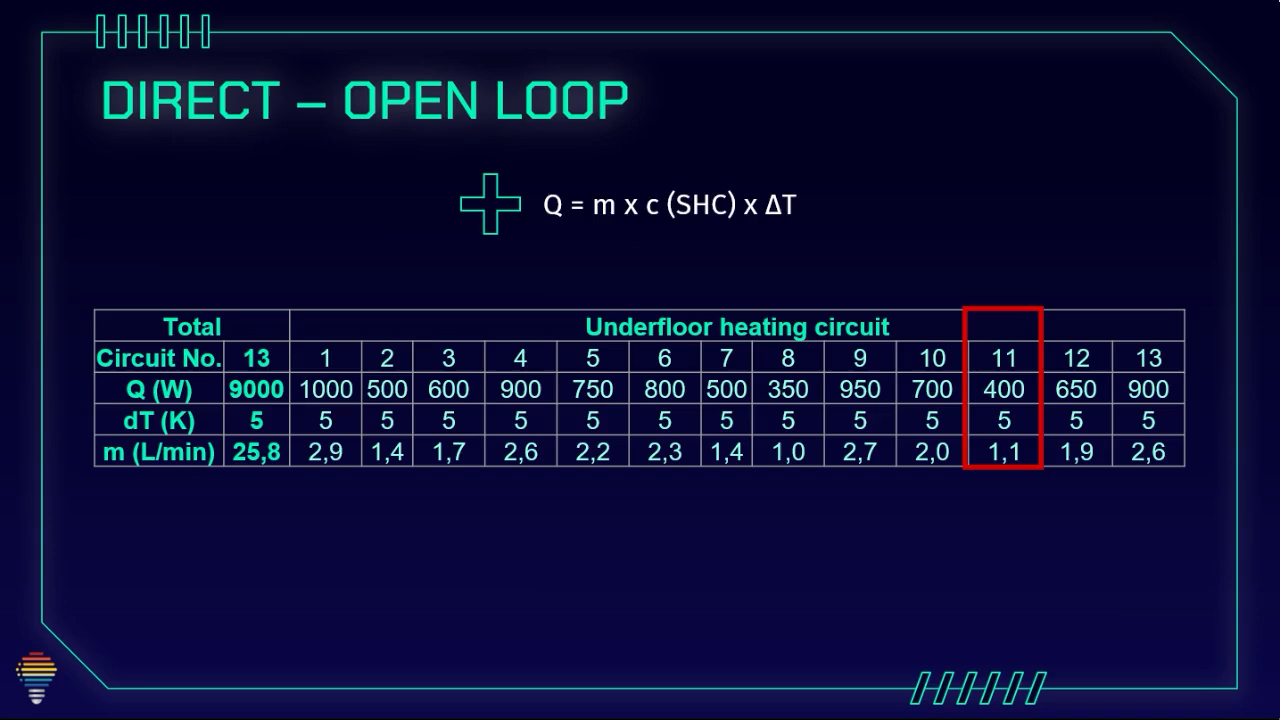 DIRECT – OPEN LOOP
Q = m x c (SHC) x ΔT
Total Underfloor heating circuit
Circuit No. 13 1 2 3 4 5 6 7 8 9 10 11 12 13
Q (W) 9000 1000 500 600 900 750 800 500 350 950 700 400 650 900
dT (K) 5 5 5 5 5 5 5 5 5 5 5 5 5 5
m (L/min) 25,8 2,9 1,4 1,7 2,6 2,2 2,3 1,4 1,0 2,7 2,0 1,1 1,9 2,6